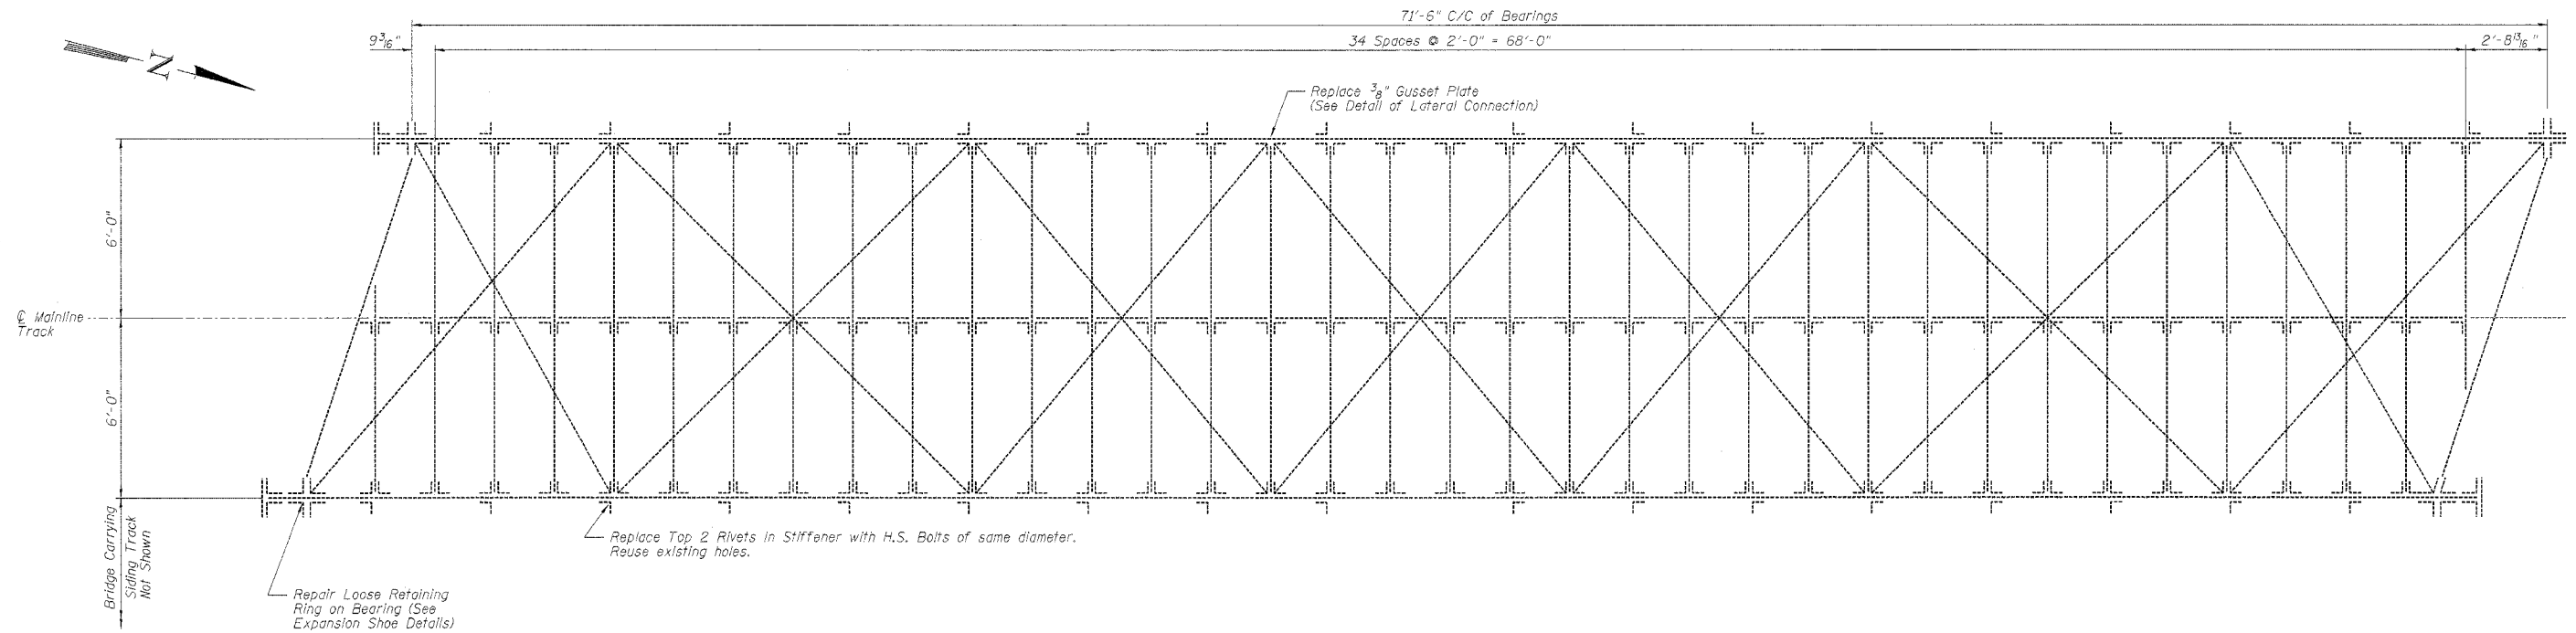 71'-6" C/C of Bearings
9 3/16"
34 Spaces @ 2'-0" = 68'-0"
2'-8 13/16"
N
Replace 3/8" Gusset Plate
(See Detail of Lateral Connection)
6'-0"
℄ Mainline
Track
6'-0"
Bridge Carrying
Siding Track
Not Shown
Replace Top 2 Rivets in Stiffener with H.S. Bolts of same diameter.
Reuse existing holes.
Repair Loose Retaining
Ring on Bearing (See
Expansion Shoe Details)